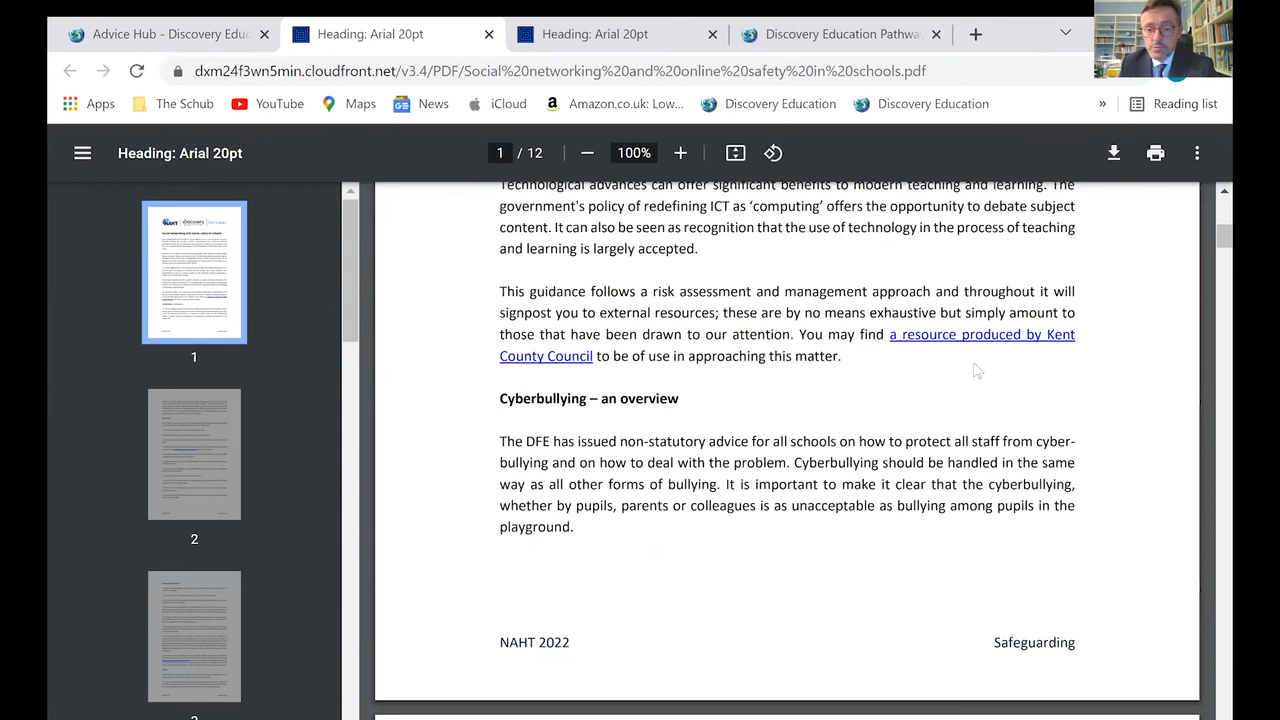 Advice Hub - Discovery Educ
Heading: Arial 20pt
Heading: Arial 20pt
Discovery Education Pathwa
dxm24f3wn5min.cloudfront.net/3.4/PDF/Social%20networking%20and%20online%20safety%20in%20schools.pdf
Apps
The Schub
YouTube
Maps
News
iCloud
Amazon.co.uk: Low...
Discovery Education
Discovery Education
»
Reading list
Heading: Arial 20pt
1 / 12
100%
Technological advances can offer significant benefits to modern teaching and learning. The
government's policy of redefining ICT as ‘computing’ offers the opportunity to debate subject
content. It an also means recognition that the use of technology in the process of teaching
and learning is largely accepted.
This guidance follows a risk assessment and management approach and throughout it will
signpost you to external resources; these are by no means exhaustive but simply amount to
those that have been drawn to our attention. You may find a resource produced by Kent
County Council to be of use in approaching this matter.
Cyberbullying – an overview
The DFE has issued non-statutory advice for all schools on how to protect all staff from cyber-
bullying and on how to deal with the problem. Cyberbullying should be handled in the same
way as all other forms of bullying. It is important to make it clear that the cyberbullying,
whether by pupils, parents or colleagues is as unacceptable as bullying among pupils in the
playground.
NAHT 2022
Safeguarding
1
2
3